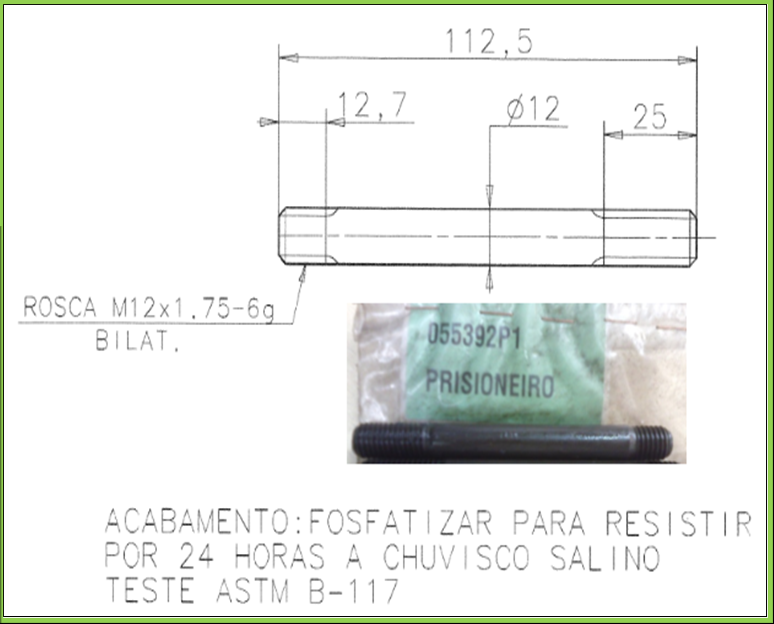 112,5
12,7
Ø12
25
ROSCA M12x1.75-6g
BILAT.
055392P1
PRISIONEIRO
ACABAMENTO:FOSFATIZAR PARA RESISTIR
POR 24 HORAS A CHUVISCO SALINO
TESTE ASTM B-117